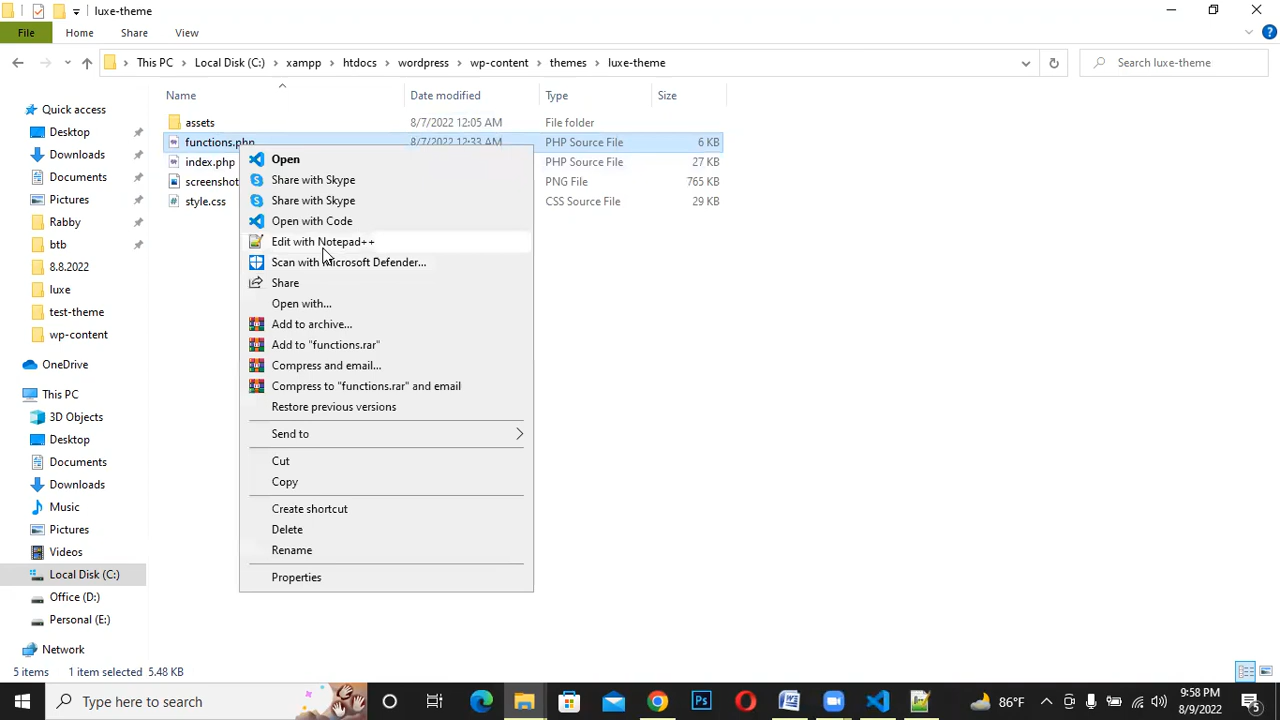 luxe-theme
File Home Share View
This PC Local Disk (C:) xampp htdocs wordpress wp-content themes luxe-theme Search luxe-theme
Name Date modified Type Size
Quick access
Desktop
Downloads
Documents
Pictures
Rabby
btb
8.8.2022
luxe
test-theme
wp-content
OneDrive
This PC
3D Objects
Desktop
Documents
Downloads
Music
Pictures
Videos
Local Disk (C:)
Office (D:)
Personal (E:)
Network
assets 8/7/2022 12:05 AM File folder
functions.php 8/7/2022 12:33 AM PHP Source File 6 KB
index.php PHP Source File 27 KB
screenshot PNG File 765 KB
style.css CSS Source File 29 KB
Open
Share with Skype
Share with Skype
Open with Code
Edit with Notepad++
Scan with Microsoft Defender...
Share
Open with...
Add to archive...
Add to "functions.rar"
Compress and email...
Compress to "functions.rar" and email
Restore previous versions
Send to
Cut
Copy
Create shortcut
Delete
Rename
Properties
5 items 1 item selected 5.48 KB
Type here to search
86°F
9:58 PM
8/9/2022
5